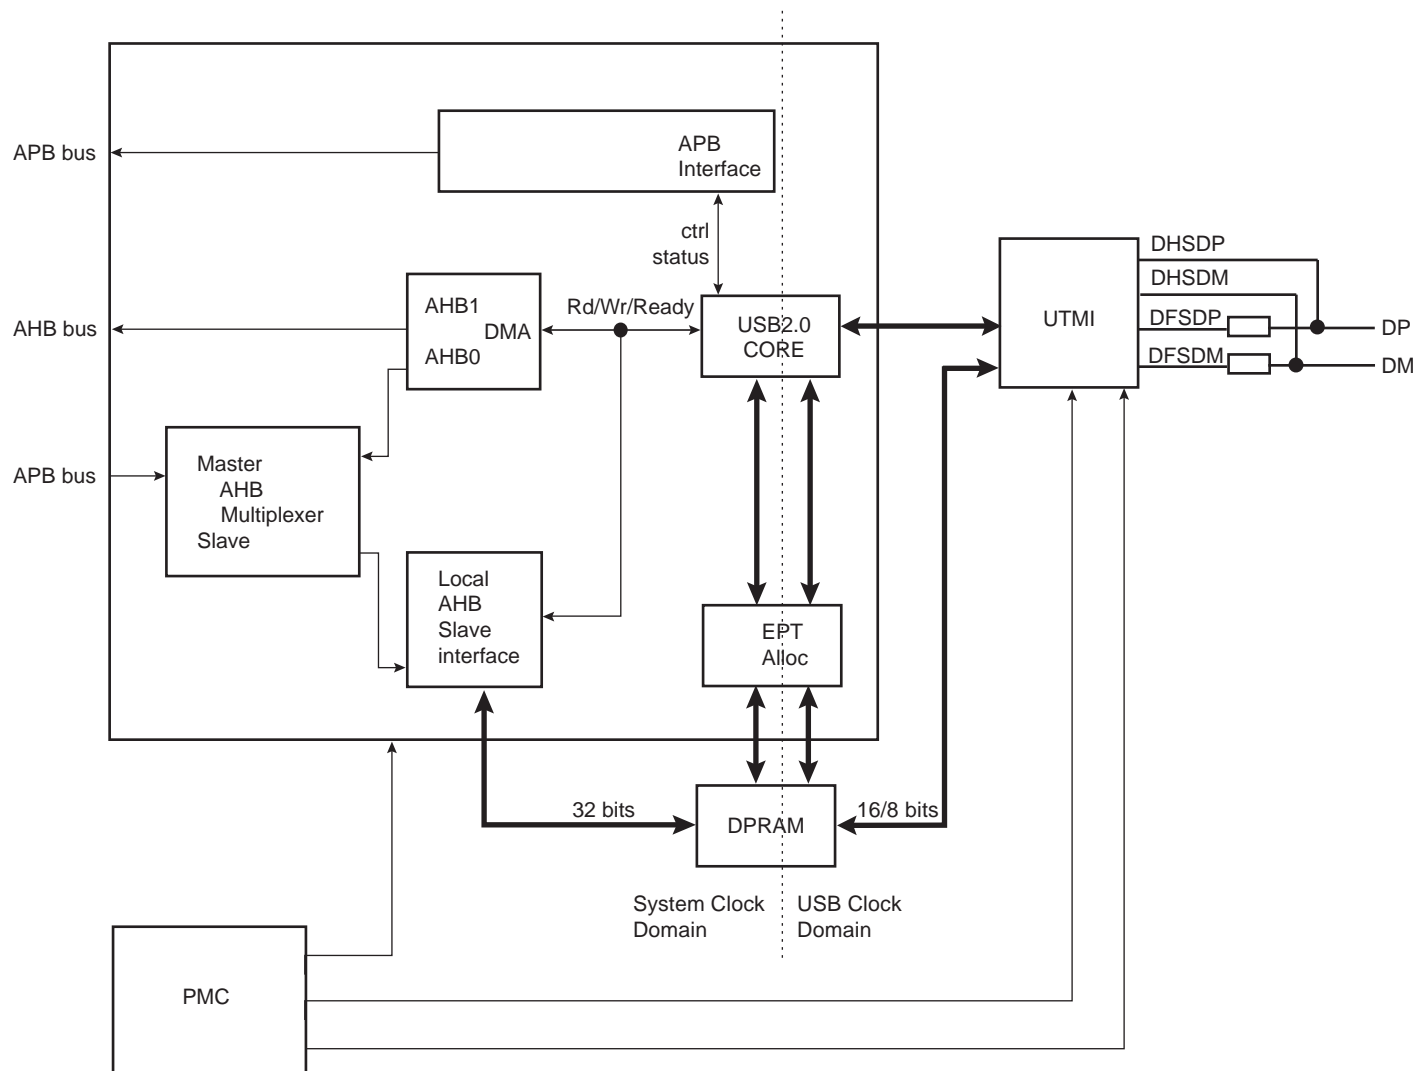 APB bus
APB
Interface
ctrl
status
DHSDP
DHSDM
DFSDP
DFSDM
UTMI
DP
DM
AHB bus
AHB1
DMA
AHB0
Rd/Wr/Ready
USB2.0
CORE
APB bus
Master
AHB
Multiplexer
Slave
Local
AHB
Slave
interface
EPT
Alloc
32 bits
DPRAM
16/8 bits
System Clock
Domain
USB Clock
Domain
PMC